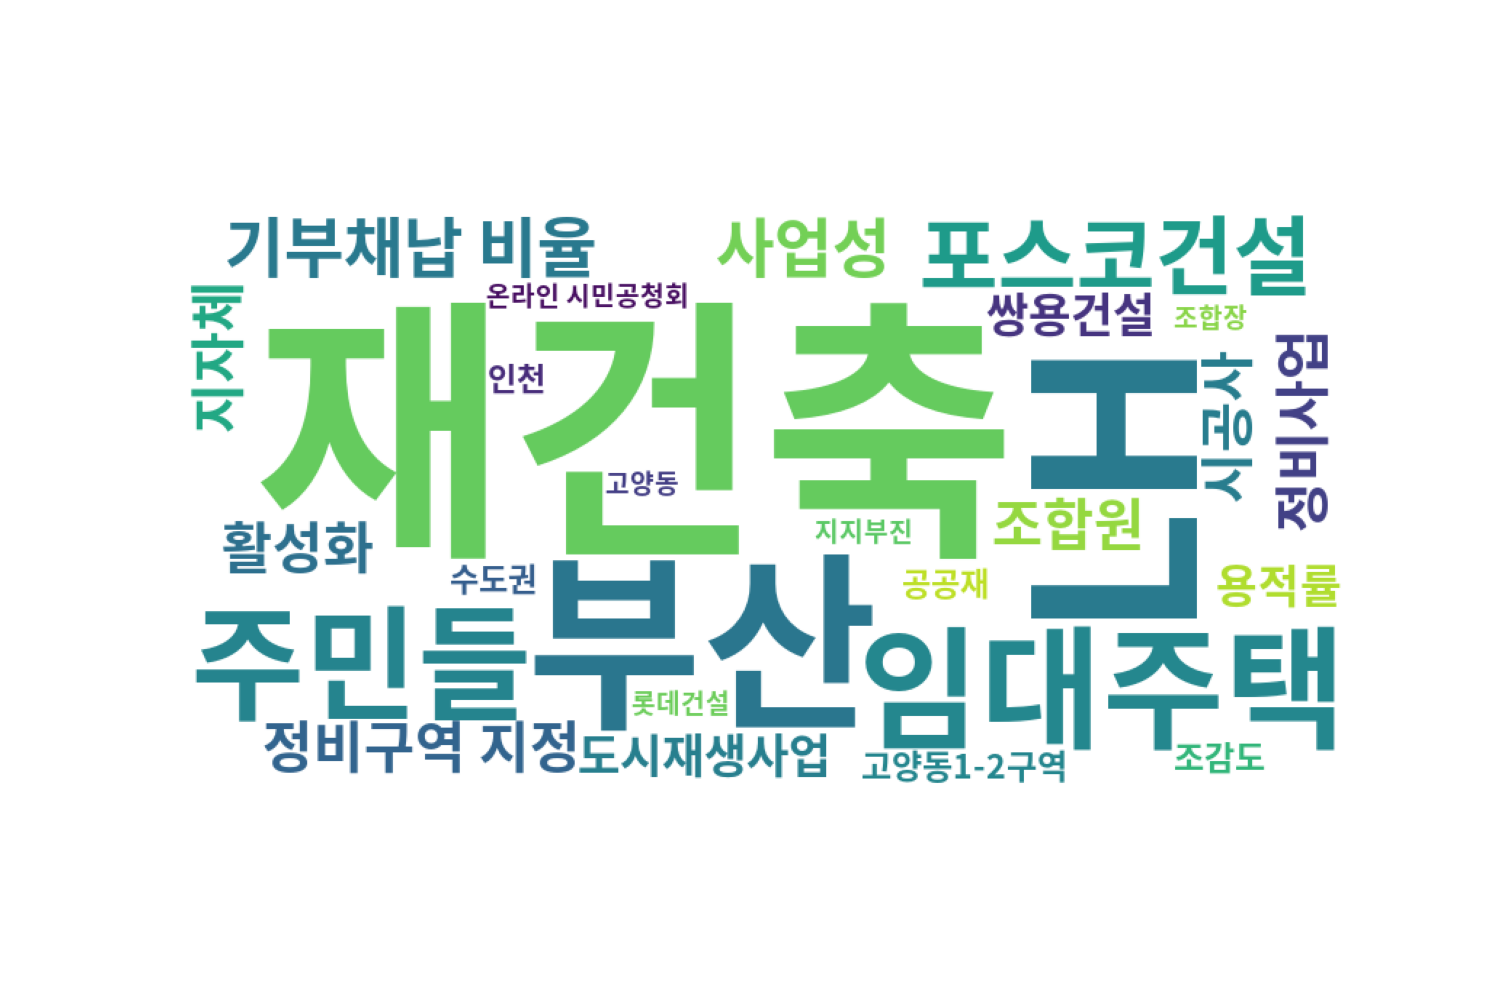 기부채납 비율
사업성
포스코건설
지자체
온라인 시민공청회
쌍용건설
조합장
재건축
인천
LH
시공사
정비사업
고양동
활성화
지지부진
조합원
수도권
부산
공공재
용적률
주민들
임대주택
롯데건설
정비구역 지정
도시재생사업
고양동1-2구역
조감도